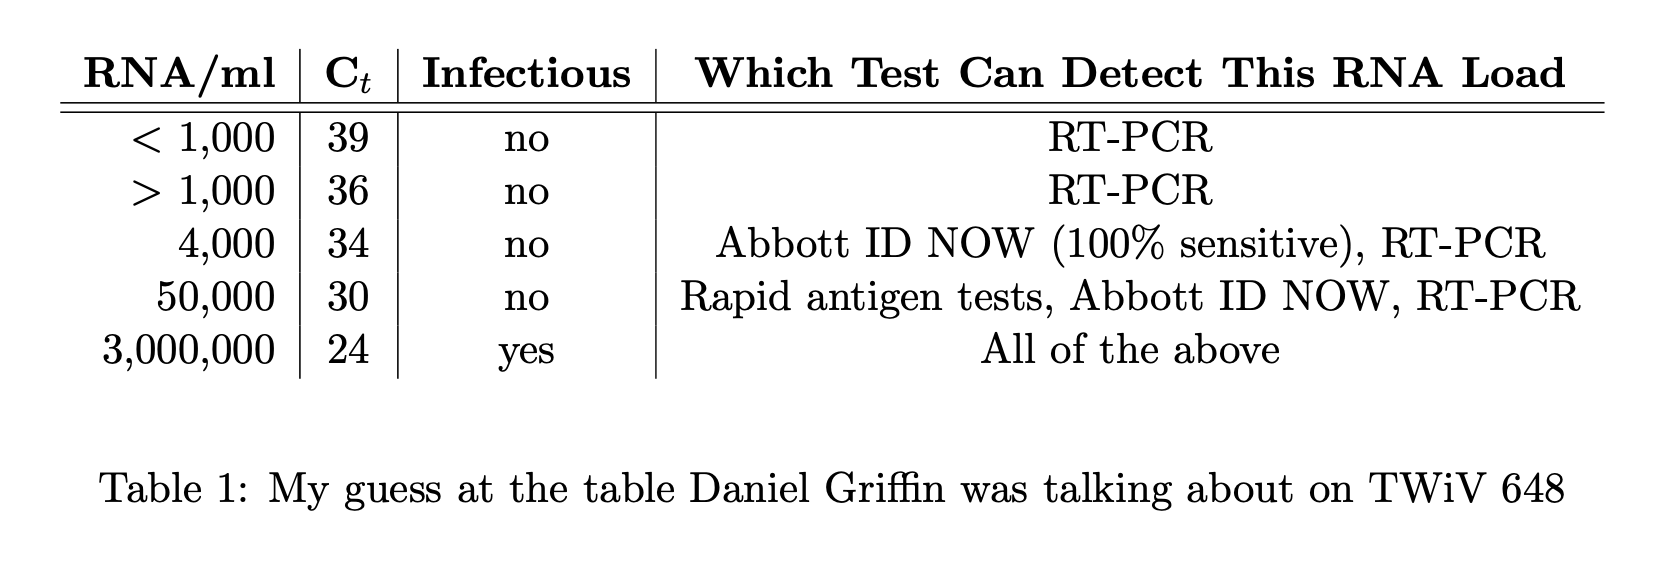 RNA/ml C_t Infectious Which Test Can Detect This RNA Load
< 1,000 39 no RT-PCR
> 1,000 36 no RT-PCR
4,000 34 no Abbott ID NOW (100% sensitive), RT-PCR
50,000 30 no Rapid antigen tests, Abbott ID NOW, RT-PCR
3,000,000 24 yes All of the above
Table 1: My guess at the table Daniel Griffin was talking about on TWiV 648